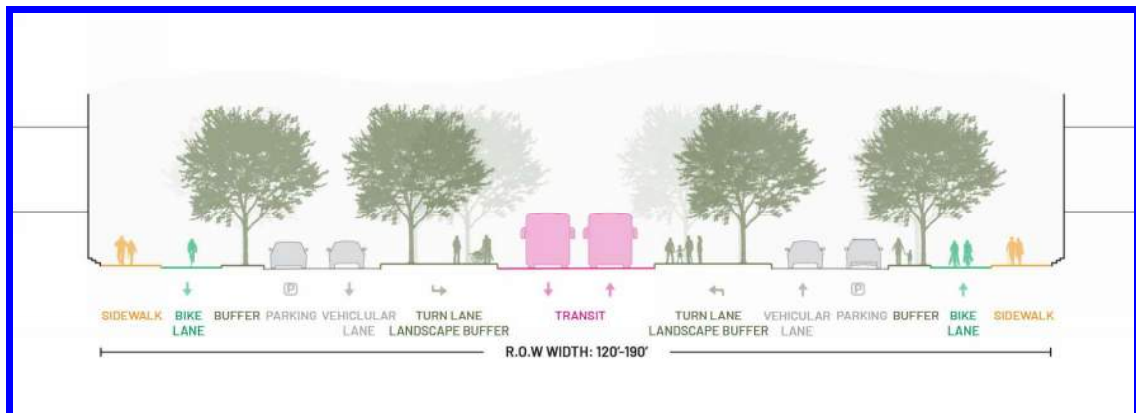 P
P
SIDEWALK BIKE LANE BUFFER PARKING VEHICLULAR LANE TURN LANE LANDSCAPE BUFFER TRANSIT TURN LANE LANDSCAPE BUFFER VEHICULAR LANE PARKING BUFFER BIKE LANE SIDEWALK
R.O.W WIDTH: 120'-190'